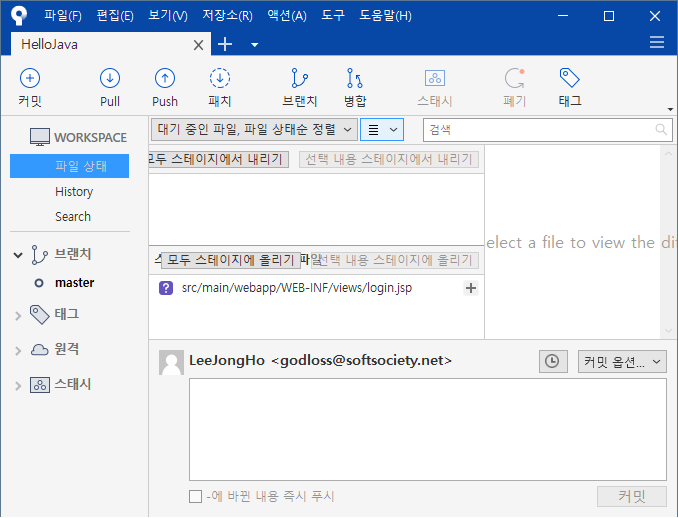 파일(F) 편집(E) 보기(V) 저장소(R) 액션(A) 도구 도움말(H)
HelloJava
커밋 Pull Push 패치 브랜치 병합 스태시 폐기 태그
WORKSPACE
파일 상태
History
Search
브랜치
master
태그
원격
스태시
대기 중인 파일, 파일 상태순 정렬
검색
모두 스테이지에서 내리기 선택 내용 스테이지에서 내리기
모두 스테이지에 올리기 선택 내용 스테이지에 올리기
src/main/webapp/WEB-INF/views/login.jsp
elect a file to view the di
LeeJongHo <godloss@softsociety.net>
커밋 옵션...
-에 바뀐 내용 즉시 푸시
커밋